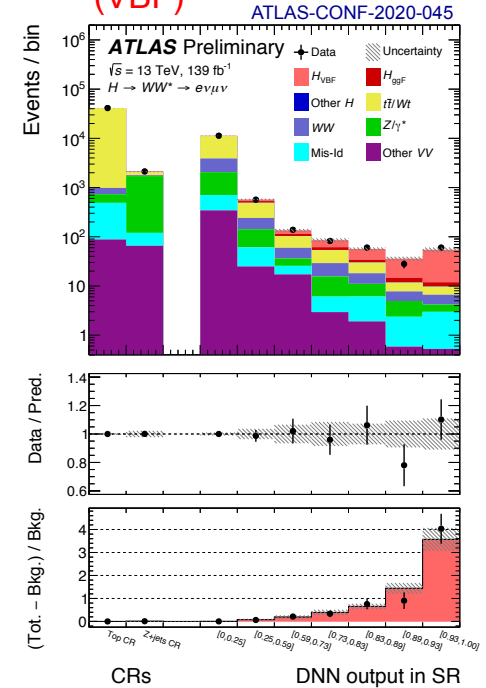 (VBF)
ATLAS-CONF-2020-045
ATLAS Preliminary
√s = 13 TeV, 139 fb⁻¹
H → WW* → eνμν
Data
Uncertainty
H_VBF
H_ggF
Other H
tt̄/Wt
WW
Z/γ*
Mis-Id
Other VV
Events / bin
10⁶
10⁵
10⁴
10³
10²
10
1
Data / Pred.
1.4
1.2
1
0.8
0.6
(Tot. − Bkg.) / Bkg.
4
3
2
1
0
Top CR
Z+jets CR
[0,0.25]
[0.25,0.59]
[0.59,0.73]
[0.73,0.83]
[0.83,0.89]
[0.89,0.93]
[0.93,1.00]
CRs
DNN output in SR